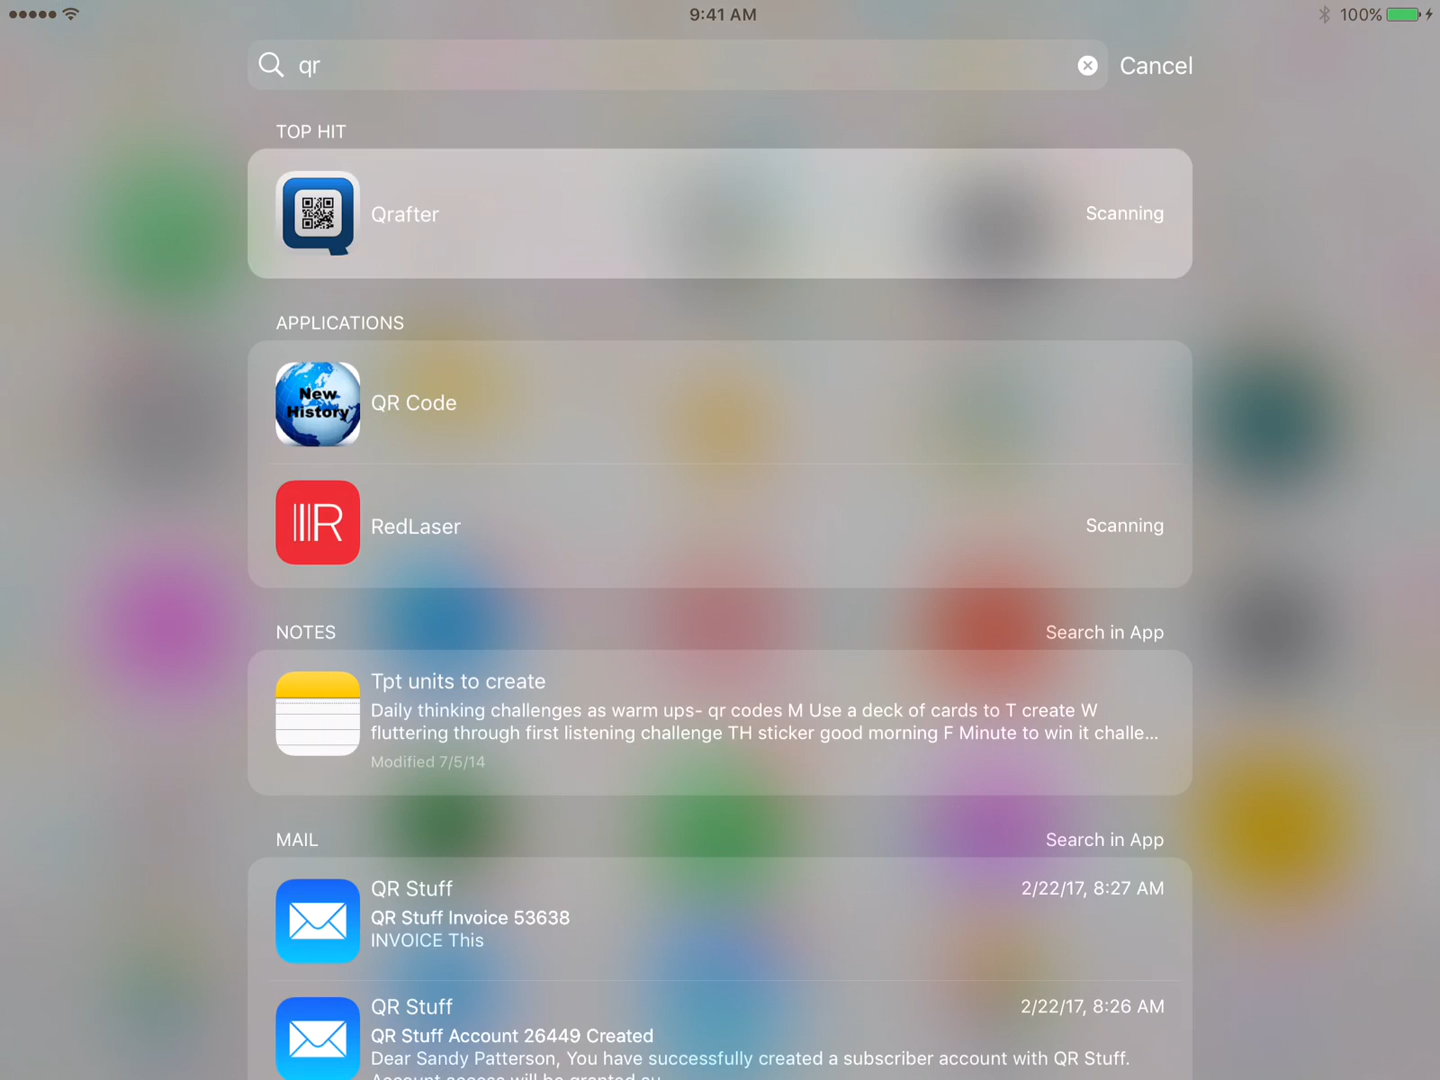 9:41 AM
100%
qr
Cancel
TOP HIT
Qrafter
Scanning
APPLICATIONS
New
History
QR Code
R
RedLaser
Scanning
NOTES
Search in App
Tpt units to create
Daily thinking challenges as warm ups- qr codes M Use a deck of cards to T create W
fluttering through first listening challenge TH sticker good morning F Minute to win it challe...
Modified 7/5/14
MAIL
Search in App
QR Stuff
2/22/17, 8:27 AM
QR Stuff Invoice 53638
INVOICE This
QR Stuff
2/22/17, 8:26 AM
QR Stuff Account 26449 Created
Dear Sandy Patterson, You have successfully created a subscriber account with QR Stuff.
Account access will be granted